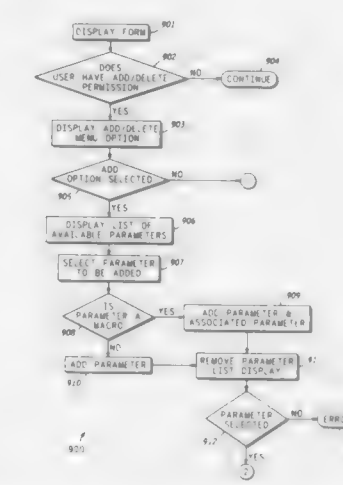 DISPLAY FORM
901
902
DOES
USER HAVE ADD/DELETE
PERMISSION
NO
904
CONTINUE
YES
903
DISPLAY ADD/DELETE
MENU OPTION
ADD
OPTION SELECTED
NO
905
YES
906
DISPLAY LIST OF
AVAILABLE PARAMETERS
907
SELECT PARAMETER
TO BE ADDED
IS
PARAMETER A
MACRO
YES
908
909
ADD PARAMETER &
ASSOCIATED PARAMETER
NO
ADD PARAMETER
910
REMOVE PARAMETER
LIST DISPLAY
91
PARAMETER
SELECTED
NO
912
YES
2
900